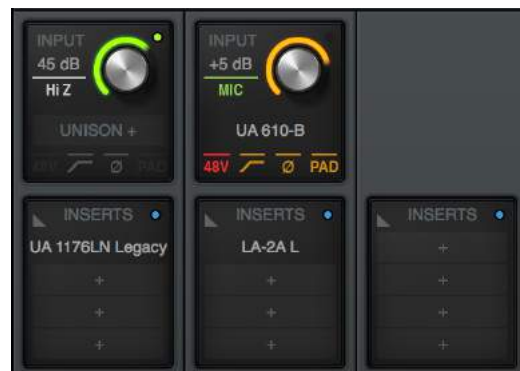 INPUT
45 dB
Hi Z
UNISON +
48V Ø PAD
INPUT
+5 dB
MIC
UA 610-B
48V Ø PAD
INSERTS
UA 1176LN Legacy
+
+
+
INSERTS
LA-2A L
+
+
+
INSERTS
+
+
+
+